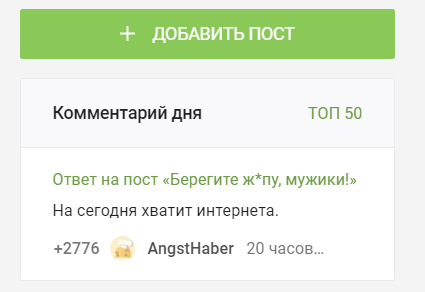 + ДОБАВИТЬ ПОСТ
Комментарий дня ТОП 50
Ответ на пост «Берегите ж*пу, мужики!»
На сегодня хватит интернета.
+2776 AngstHaber 20 часов...